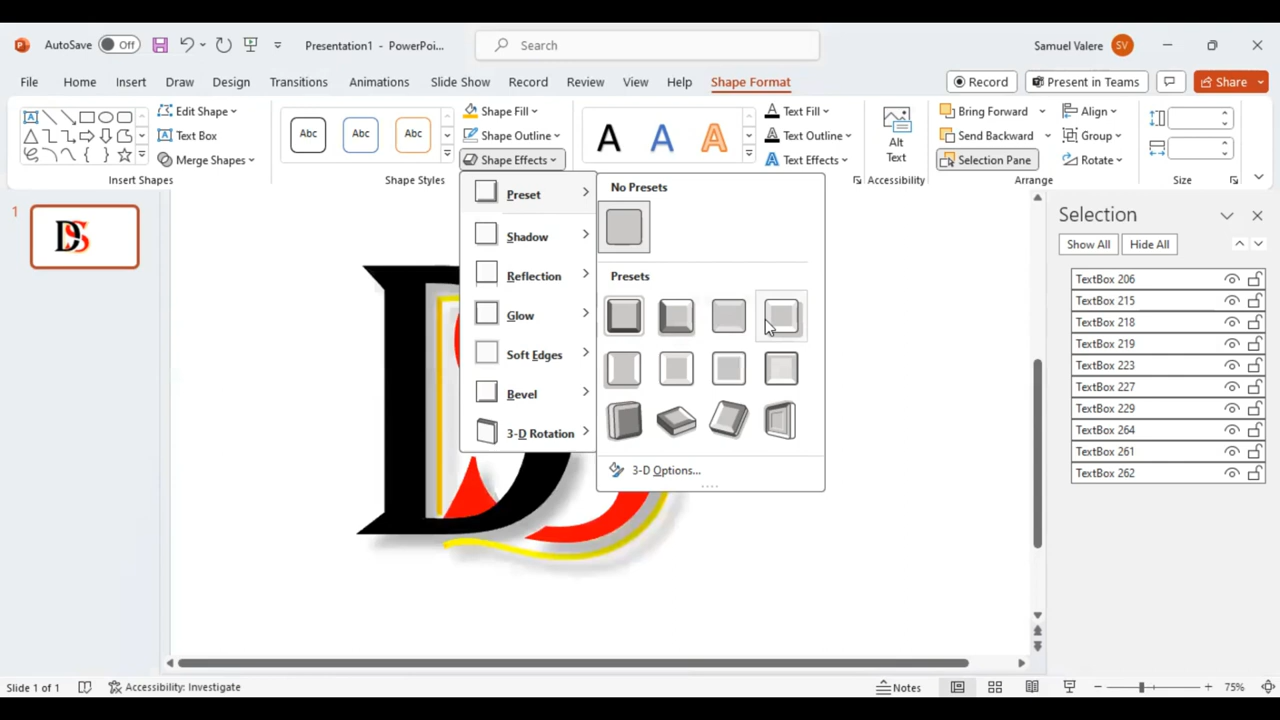 AutoSave Off Presentation1 - PowerPoi... Search Samuel Valere SV
File Home Insert Draw Design Transitions Animations Slide Show Record Review View Help Shape Format Record Present in Teams Share
Edit Shape
Text Box
Merge Shapes
Insert Shapes
Abc Abc Abc
Shape Fill
Shape Outline
Shape Effects
Shape Styles
A A A
Text Fill
Text Outline
Text Effects
Alt
Text
Accessibility
Bring Forward
Send Backward
Selection Pane
Align
Group
Rotate
Arrange
Size
1
DS
Preset
Shadow
Reflection
Glow
Soft Edges
Bevel
3-D Rotation
No Presets
Presets
3-D Options...
D
Selection
Show All Hide All
TextBox 206
TextBox 215
TextBox 218
TextBox 219
TextBox 223
TextBox 227
TextBox 229
TextBox 264
TextBox 261
TextBox 262
Slide 1 of 1 Accessibility: Investigate Notes 75%